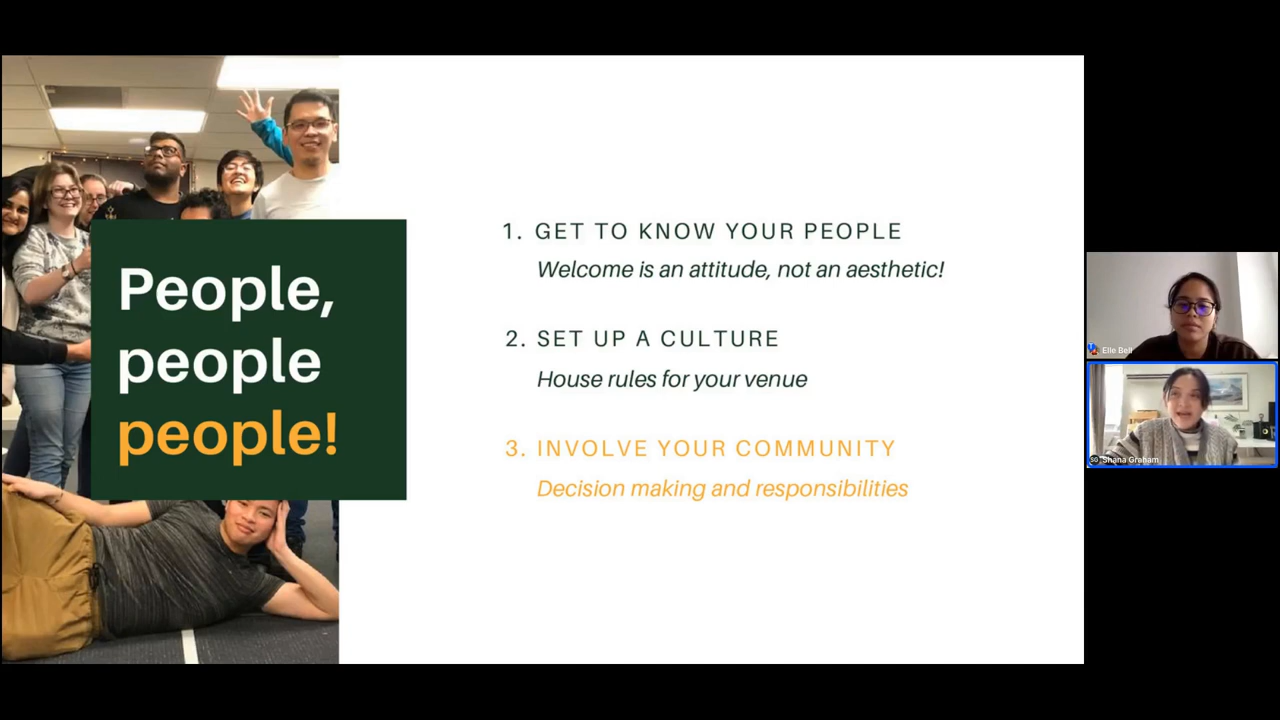 People,
people
people!
1. GET TO KNOW YOUR PEOPLE
Welcome is an attitude, not an aesthetic!
2. SET UP A CULTURE
House rules for your venue
3. INVOLVE YOUR COMMUNITY
Decision making and responsibilities
Elle Bell
SG Shana Graham